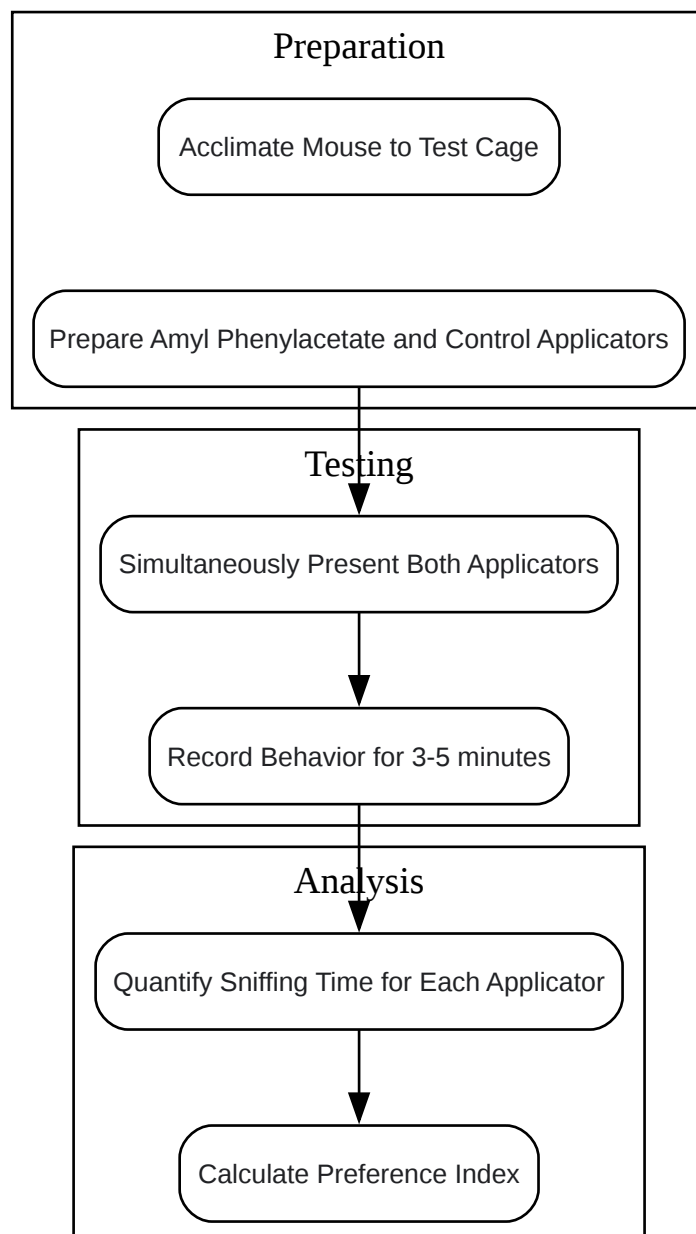 Preparation
Acclimate Mouse to Test Cage
Prepare Amyl Phenylacetate and Control Applicators
Testing
Simultaneously Present Both Applicators
Record Behavior for 3-5 minutes
Analysis
Quantify Sniffing Time for Each Applicator
Calculate Preference Index